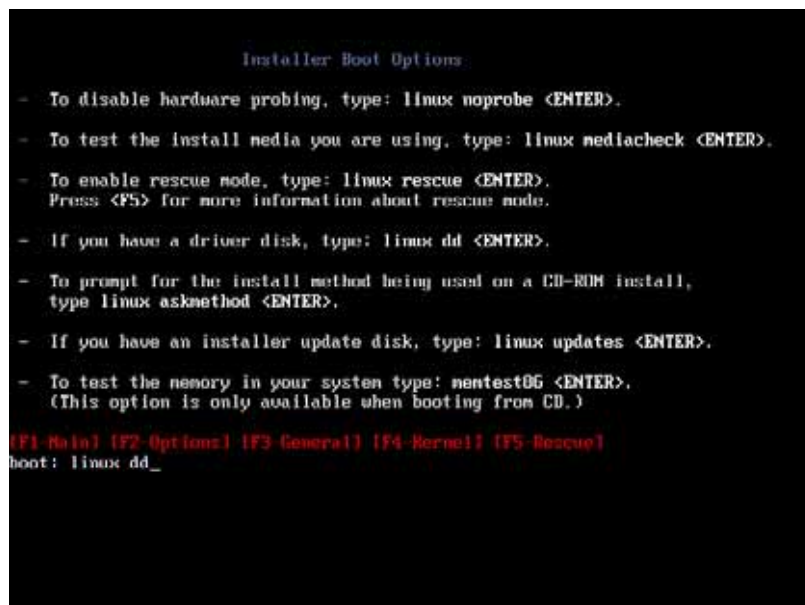 Installer Boot Options
- To disable hardware probing, type: linux noprobe <ENTER>.
- To test the install media you are using, type: linux mediacheck <ENTER>.
- To enable rescue mode, type: linux rescue <ENTER>.
Press <F5> for more information about rescue mode.
- If you have a driver disk, type: linux dd <ENTER>.
- To prompt for the install method being used on a CD-ROM install,
type linux askmethod <ENTER>.
- If you have an installer update disk, type: linux updates <ENTER>.
- To test the memory in your system type: memtest86 <ENTER>.
(This option is only available when booting from CD.)
[F1-Main] [F2-Options] [F3-General] [F4-Kernel] [F5-Rescue]
boot: linux dd_